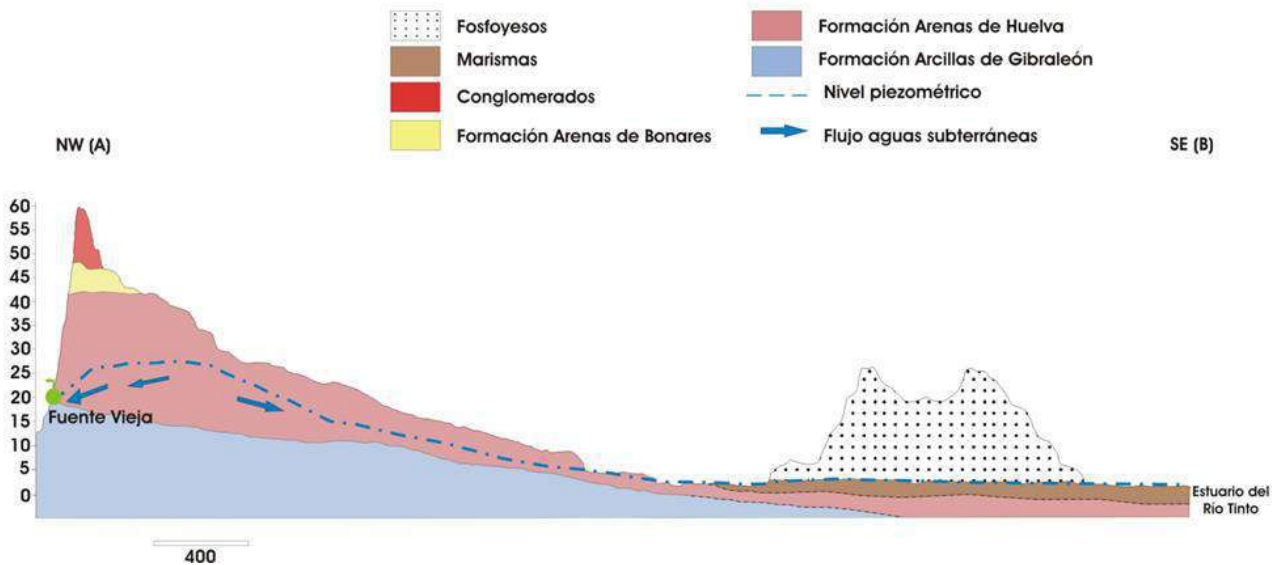 Fosfoyesos
Marismas
Conglomerados
Formación Arenas de Bonares
Formación Arenas de Huelva
Formación Arcillas de Gibraleón
Nivel piezométrico
Flujo aguas subterráneas
NW (A)
SE (B)
60
55
50
45
40
35
30
25
20
15
10
5
0
Fuente Vieja
Estuario del
Río Tinto
400